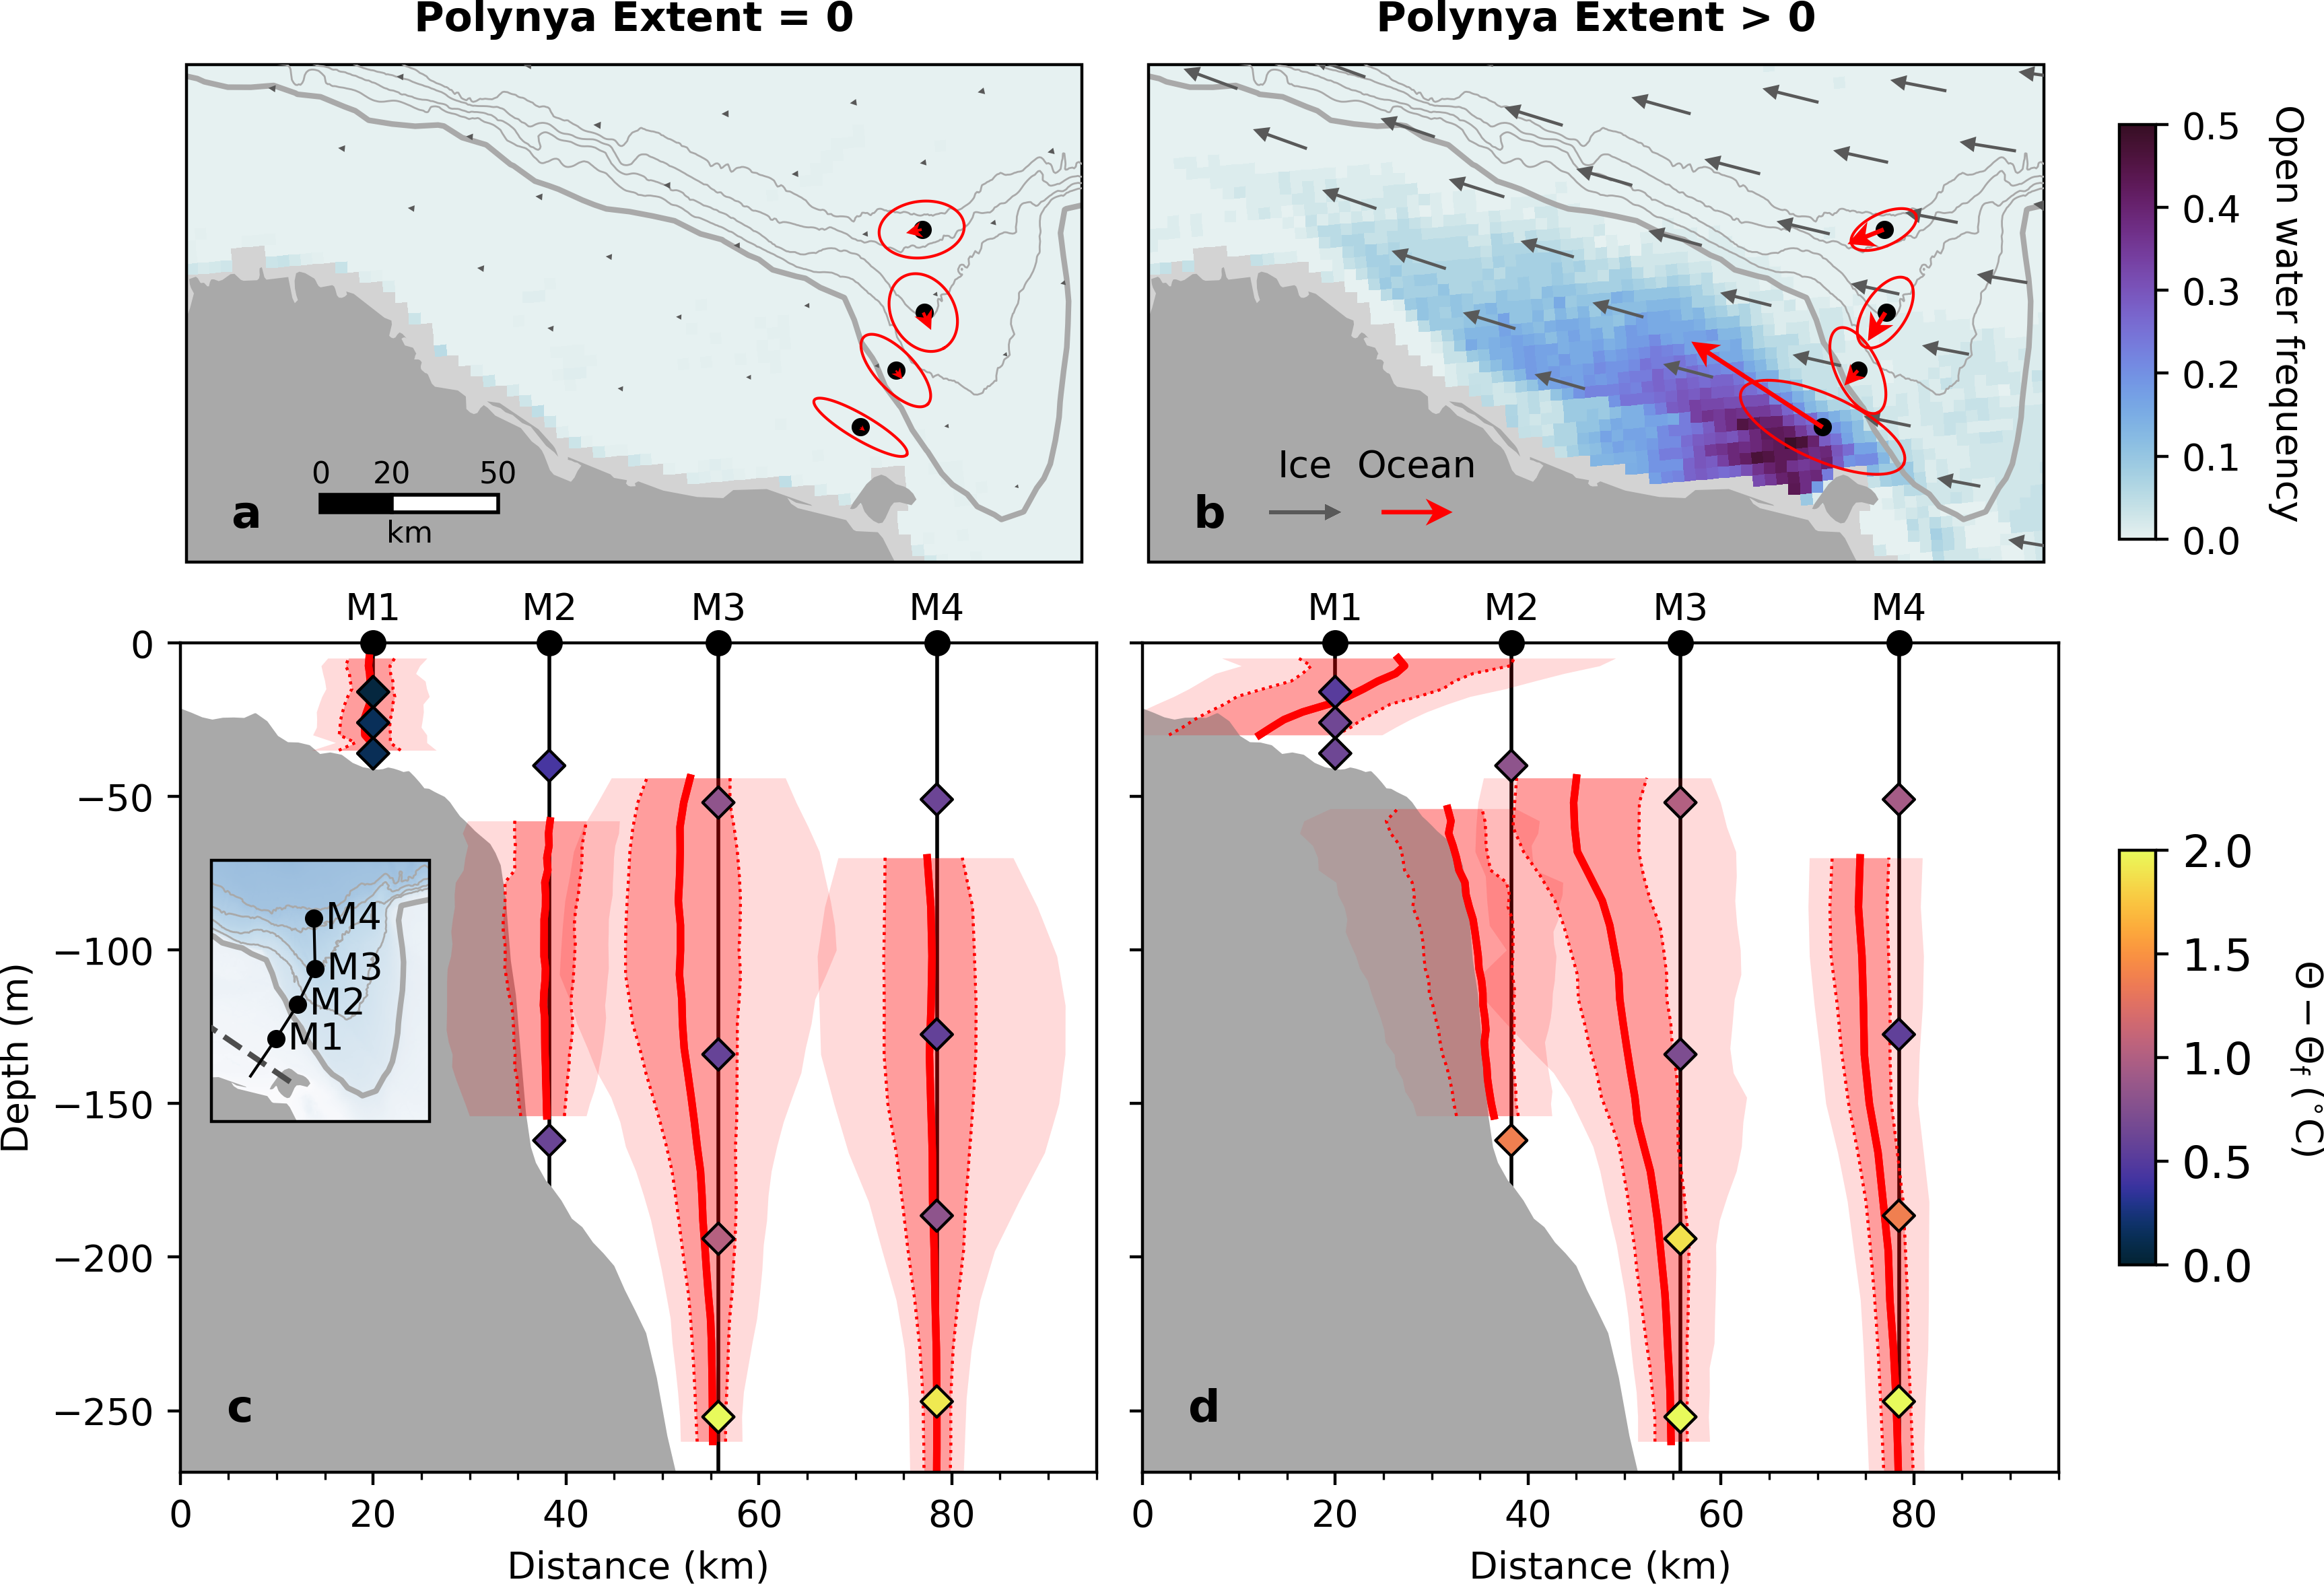 Polynya Extent = 0
Polynya Extent > 0
0 20 50
km
a
Ice Ocean
b
0.5
0.4
0.3
0.2
0.1
0.0
Open water frequency
M1 M2 M3 M4
M1 M2 M3 M4
0
−50
−100
−150
−200
−250
Depth (m)
M4
M3
M2
M1
c
d
2.0
1.5
1.0
0.5
0.0
Θ − Θf (°C)
0 20 40 60 80
0 20 40 60 80
Distance (km)
Distance (km)